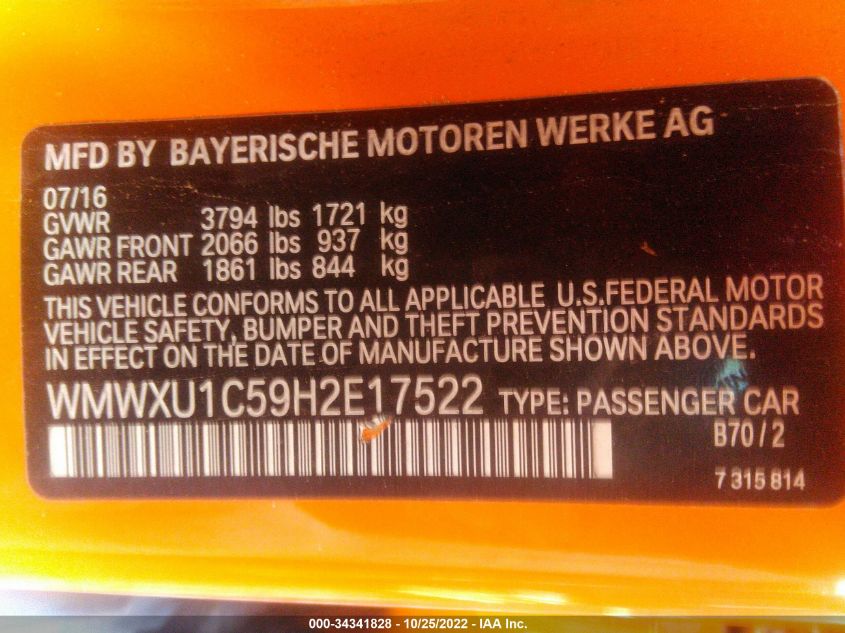 MFD BY BAYERISCHE MOTOREN WERKE AG
07/16
GVWR 3794 lbs 1721 kg
GAWR FRONT 2066 lbs 937 kg
GAWR REAR 1861 lbs 844 kg
THIS VEHICLE CONFORMS TO ALL APPLICABLE U.S.FEDERAL MOTOR
VEHICLE SAFETY, BUMPER AND THEFT PREVENTION STANDARDS
IN EFFECT ON THE DATE OF MANUFACTURE SHOWN ABOVE.
WMWXU1C59H2E17522 TYPE: PASSENGER CAR
B70/2
7 315 814
000-34341828 - 10/25/2022 - IAA Inc.